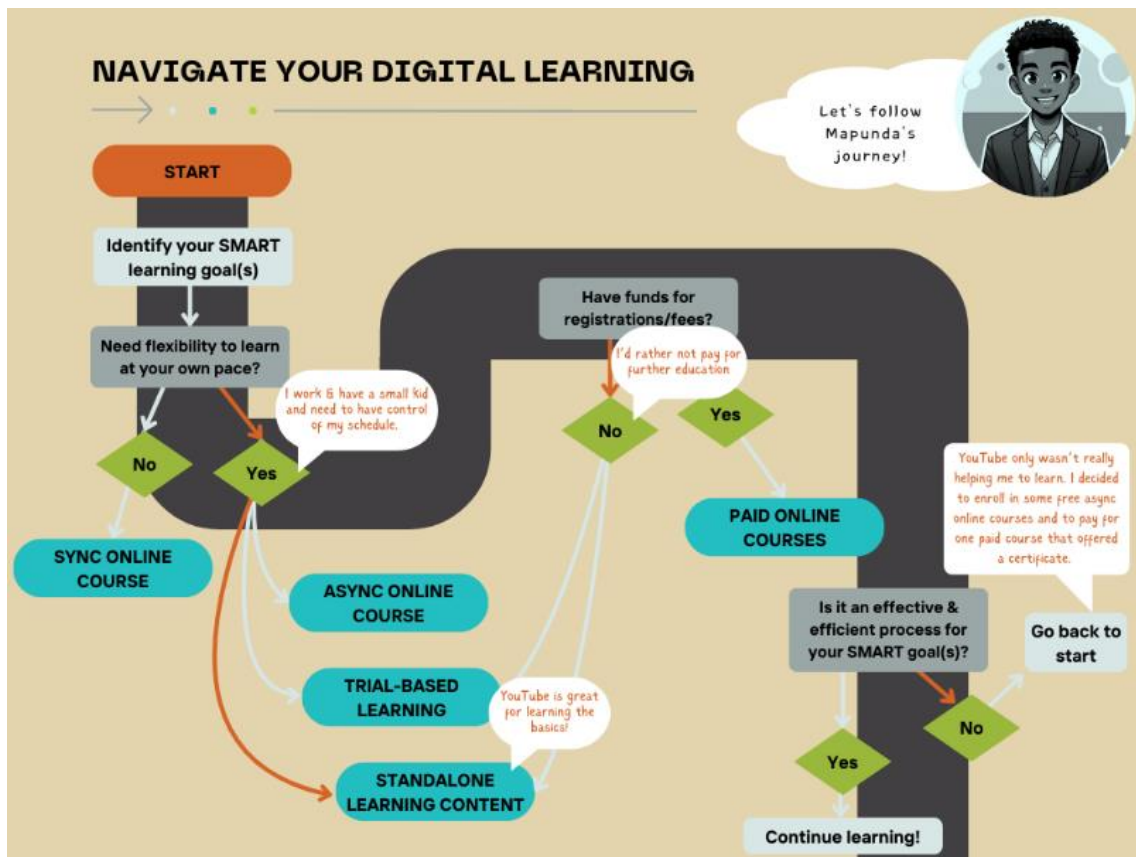 NAVIGATE YOUR DIGITAL LEARNING
Let's follow
Mapunda's
journey!
START
Identify your SMART
learning goal(s)
Need flexibility to learn
at your own pace?
I work & have a small kid
and need to have control
of my schedule.
No
Yes
SYNC ONLINE
COURSE
ASYNC ONLINE
COURSE
TRIAL-BASED
LEARNING
YouTube is great
for learning the
basics!
STANDALONE
LEARNING CONTENT
Have funds for
registrations/fees?
I'd rather not pay for
further education
No
Yes
PAID ONLINE
COURSES
Is it an effective &
efficient process for
your SMART goal(s)?
YouTube only wasn't really
helping me to learn. I decided
to enroll in some free async
online courses and to pay for
one paid course that offered
a certificate.
Go back to
start
No
Yes
Continue learning!